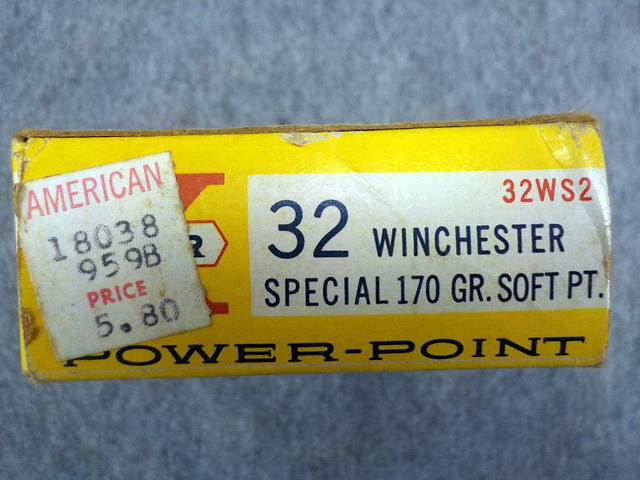 AMERICAN
18038
959B
PRICE
5.80
R
32WS2
32 WINCHESTER
SPECIAL 170 GR. SOFT PT.
POWER-POINT